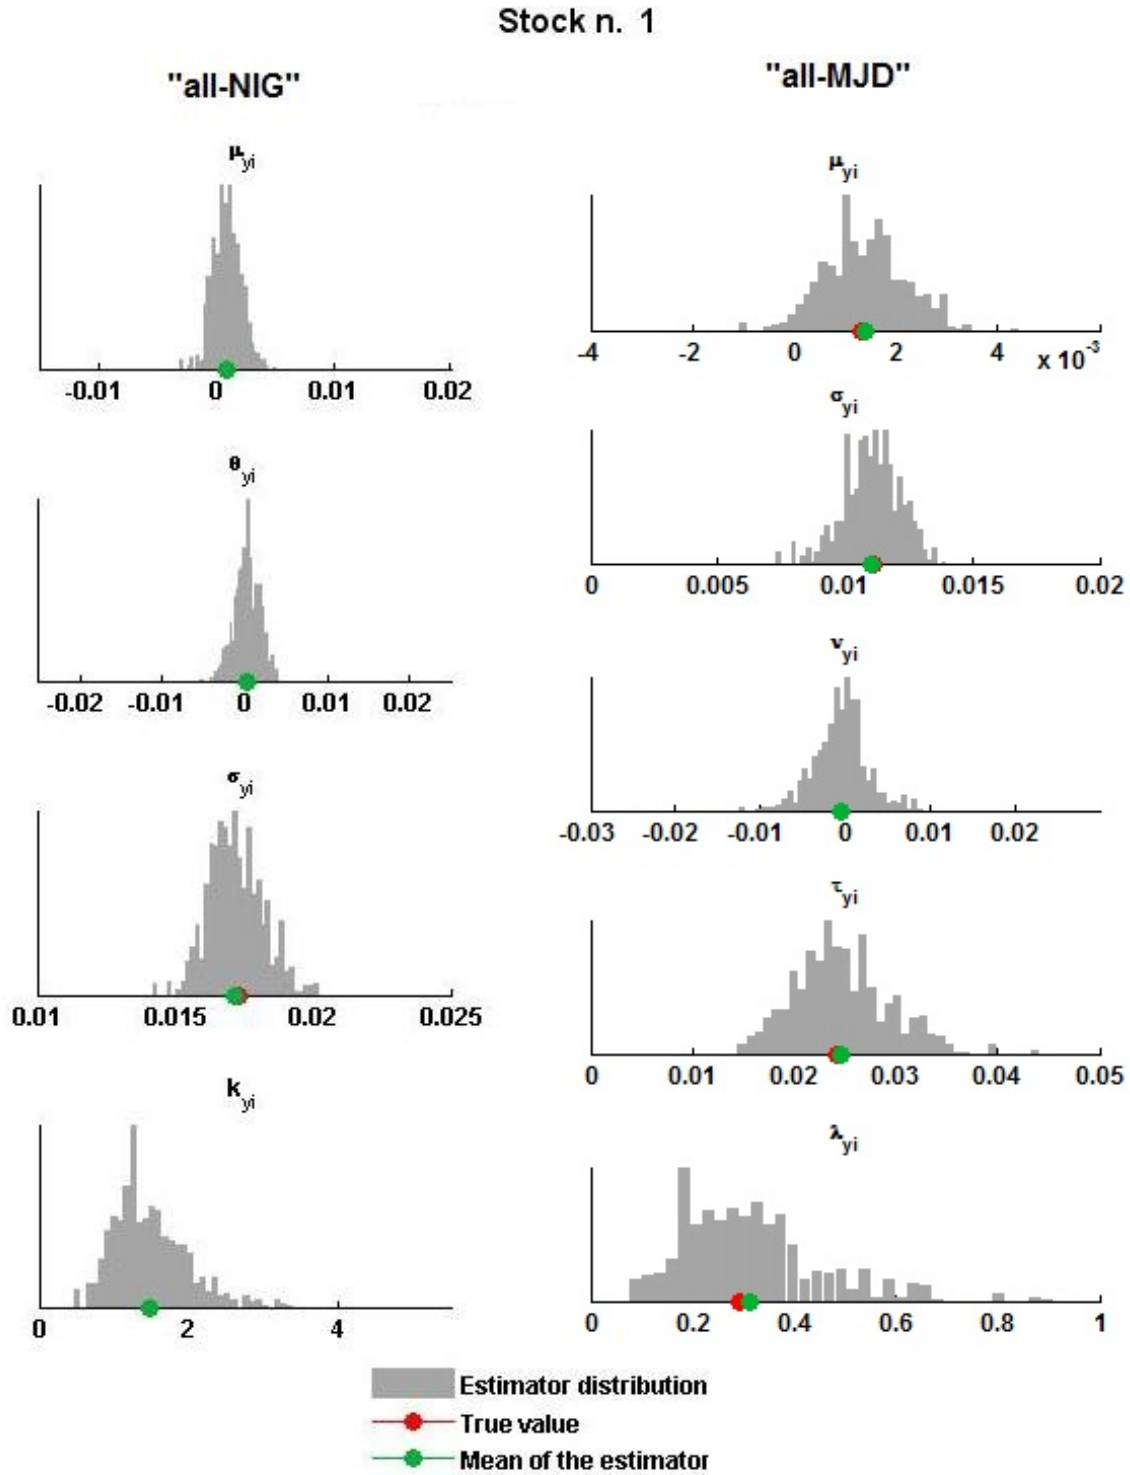 Stock n. 1
"all-NIG"
μyi
-0.01 0 0.01 0.02
θyi
-0.02 -0.01 0 0.01 0.02
σyi
0.01 0.015 0.02 0.025
kyi
0 2 4
"all-MJD"
μyi
-4 -2 0 2 4 x 10-3
σyi
0 0.005 0.01 0.015 0.02
νyi
-0.03 -0.02 -0.01 0 0.01 0.02
τyi
0 0.01 0.02 0.03 0.04 0.05
λyi
0 0.2 0.4 0.6 0.8 1
Estimator distribution
True value
Mean of the estimator